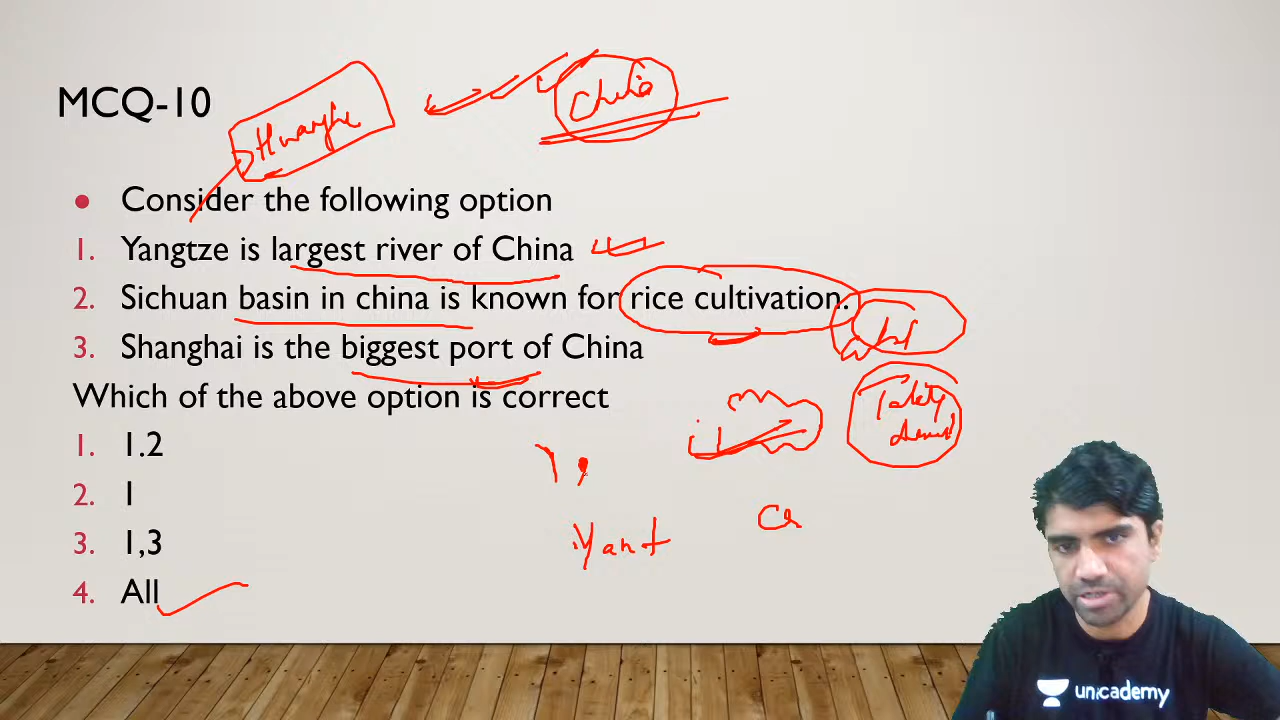 China
MCQ-10
Hwanghe
Consider the following option
1. Yangtze is largest river of China
2. Sichuan basin in china is known for rice cultivation.
3. Shanghai is the biggest port of China
Which of the above option is correct
1. 1.2
2. 1
3. 1,3
4. All
Yant
unacademy